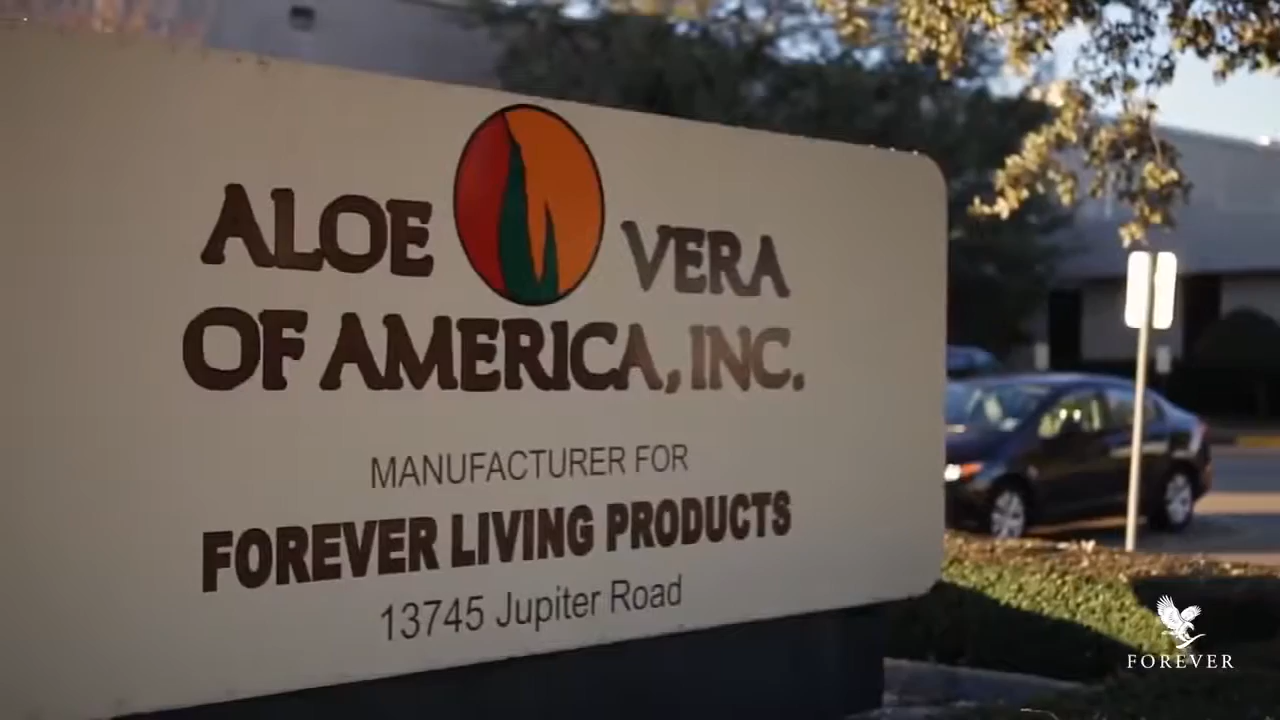 ALOE VERA
OF AMERICA, INC.
MANUFACTURER FOR
FOREVER LIVING PRODUCTS
13745 Jupiter Road
FOREVER